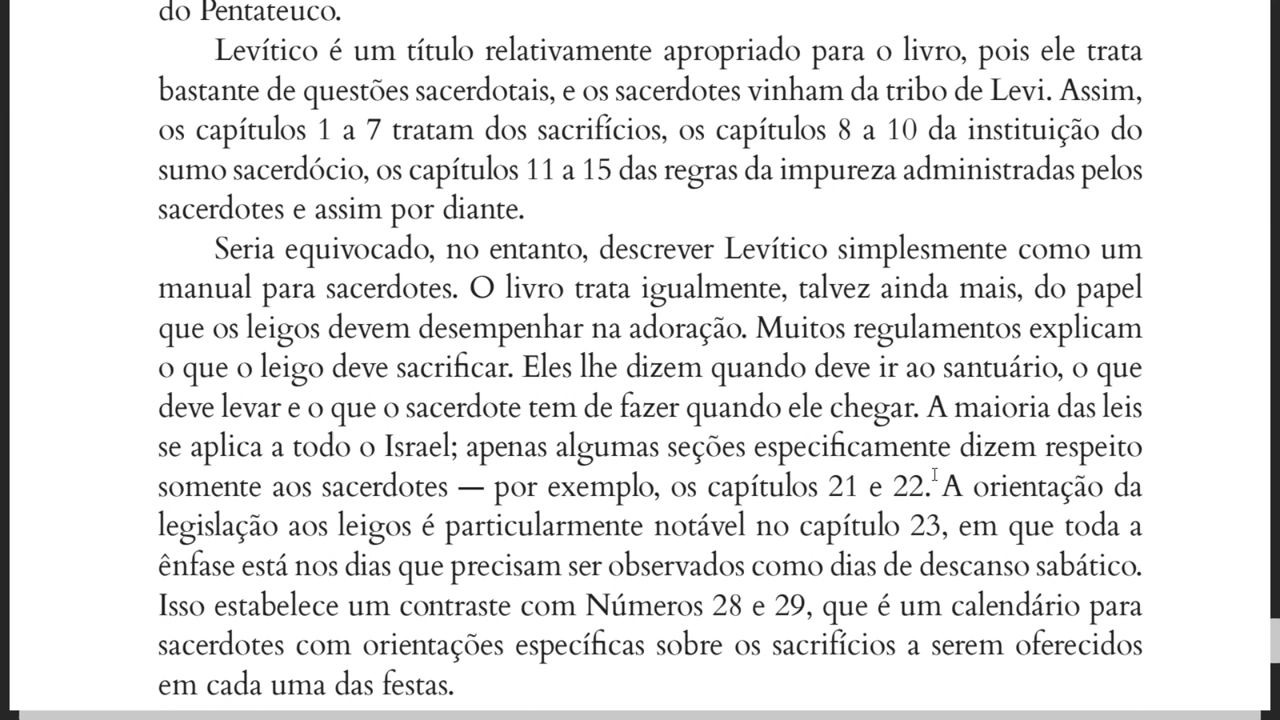 do Pentateuco.
Levítico é um título relativamente apropriado para o livro, pois ele trata
bastante de questões sacerdotais, e os sacerdotes vinham da tribo de Levi. Assim,
os capítulos 1 a 7 tratam dos sacrifícios, os capítulos 8 a 10 da instituição do
sumo sacerdócio, os capítulos 11 a 15 das regras da impureza administradas pelos
sacerdotes e assim por diante.
Seria equivocado, no entanto, descrever Levítico simplesmente como um
manual para sacerdotes. O livro trata igualmente, talvez ainda mais, do papel
que os leigos devem desempenhar na adoração. Muitos regulamentos explicam
o que o leigo deve sacrificar. Eles lhe dizem quando deve ir ao santuário, o que
deve levar e o que o sacerdote tem de fazer quando ele chegar. A maioria das leis
se aplica a todo o Israel; apenas algumas seções especificamente dizem respeito
somente aos sacerdotes — por exemplo, os capítulos 21 e 22. A orientação da
legislação aos leigos é particularmente notável no capítulo 23, em que toda a
ênfase está nos dias que precisam ser observados como dias de descanso sabático.
Isso estabelece um contraste com Números 28 e 29, que é um calendário para
sacerdotes com orientações específicas sobre os sacrifícios a serem oferecidos
em cada uma das festas.